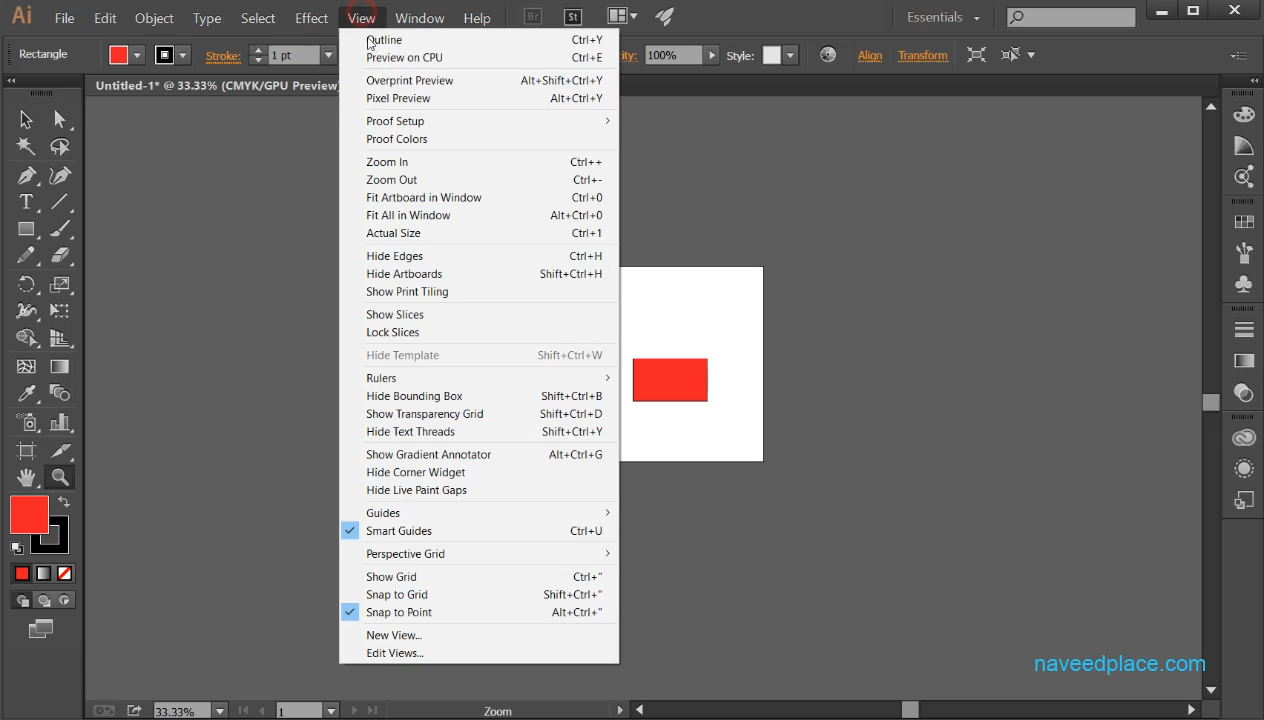 Ai File Edit Object Type Select Effect View Window Help Br St Essentials
Rectangle Stroke: 1 pt ity: 100% Style: Align Transform
Untitled-1* @ 33.33% (CMYK/GPU Preview)
Outline Ctrl+Y
Preview on CPU Ctrl+E
Overprint Preview Alt+Shift+Ctrl+Y
Pixel Preview Alt+Ctrl+Y
Proof Setup
Proof Colors
Zoom In Ctrl++
Zoom Out Ctrl+-
Fit Artboard in Window Ctrl+0
Fit All in Window Alt+Ctrl+0
Actual Size Ctrl+1
Hide Edges Ctrl+H
Hide Artboards Shift+Ctrl+H
Show Print Tiling
Show Slices
Lock Slices
Hide Template Shift+Ctrl+W
Rulers
Hide Bounding Box Shift+Ctrl+B
Show Transparency Grid Shift+Ctrl+D
Hide Text Threads Shift+Ctrl+Y
Show Gradient Annotator Alt+Ctrl+G
Hide Corner Widget
Hide Live Paint Gaps
Guides
Smart Guides Ctrl+U
Perspective Grid
Show Grid Ctrl+"
Snap to Grid Shift+Ctrl+"
Snap to Point Alt+Ctrl+"
New View...
Edit Views...
naveedplace.com
33.33% 1 Zoom